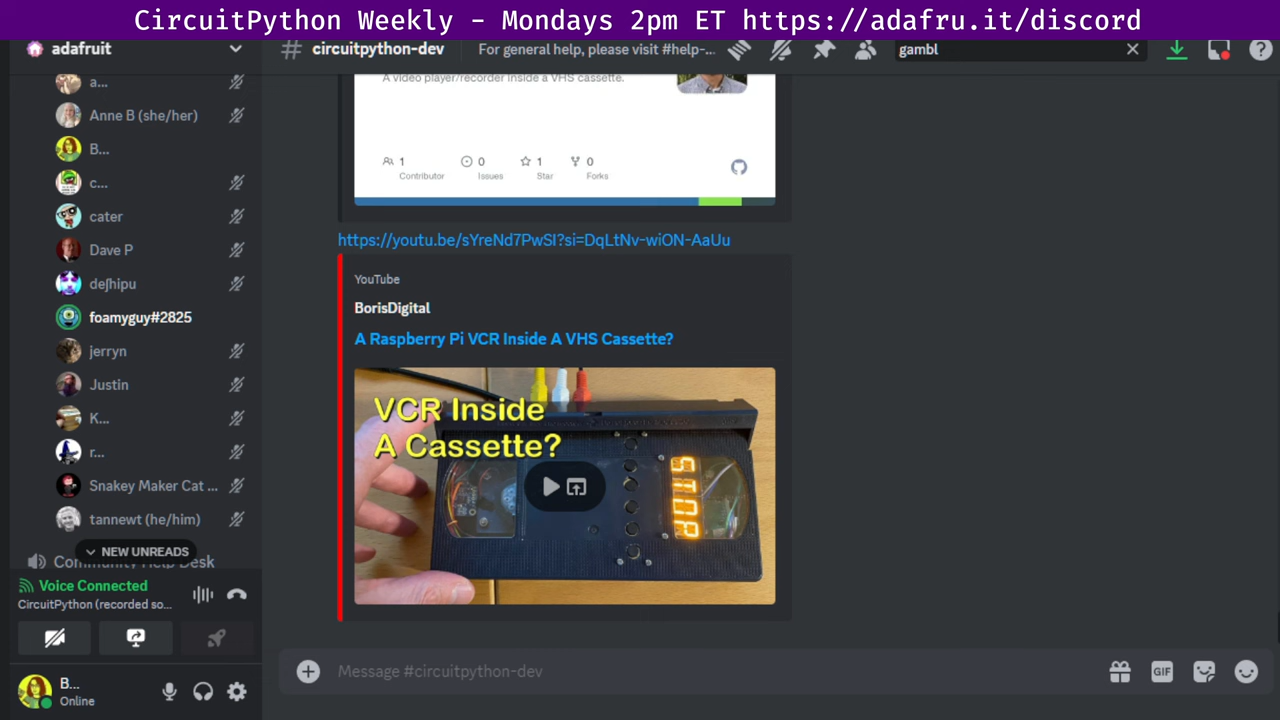 CircuitPython Weekly - Mondays 2pm ET https://adafru.it/discord
adafruit
a...
Anne B (she/her)
B...
c...
cater
Dave P
deʃhipu
foamyguy#2825
jerryn
Justin
K...
r...
Snakey Maker Cat ...
tannewt (he/him)
NEW UNREADS
Community Help Desk
Voice Connected
CircuitPython (recorded so...
B...
Online
# circuitpython-dev
For general help, please visit #help-...
gambl
A video player/recorder inside a VHS cassette.
1
Contributor
0
Issues
1
Star
0
Forks
https://youtu.be/sYreNd7PwSI?si=DqLtNv-wiON-AaUu
YouTube
BorisDigital
A Raspberry Pi VCR Inside A VHS Cassette?
VCR Inside
A Cassette?
STOP
Message #circuitpython-dev
GIF